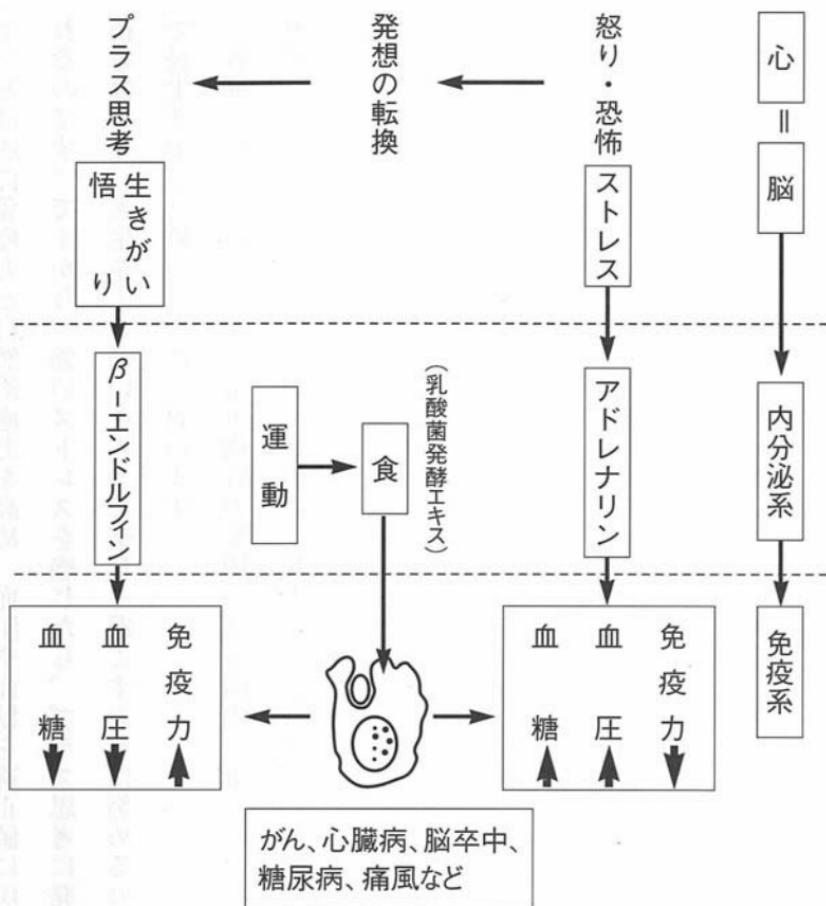 心
＝
脳
内分泌系
免疫系
怒り・恐怖
ストレス
アドレナリン
免疫力
血圧
血糖
発想の転換
（乳酸菌発酵エキス）
食
運動
プラス思考
生きがい
悟り
β-エンドルフィン
免疫力
血圧
血糖
がん、心臓病、脳卒中、
糖尿病、痛風など